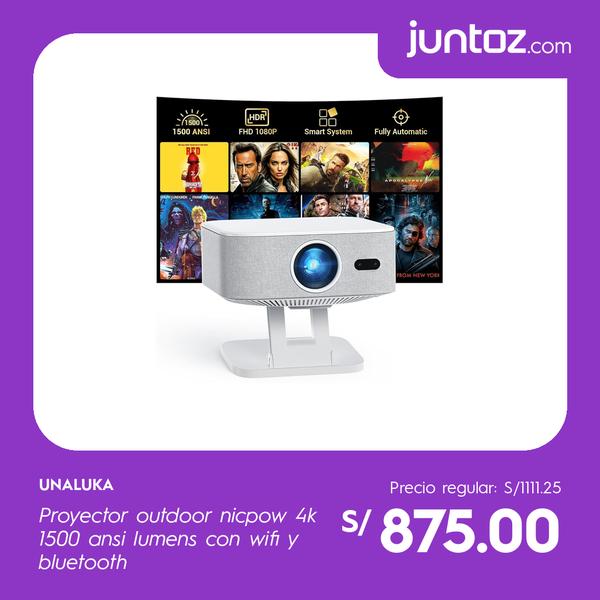 juntoz.com
1500
HDR
1500 ANSI
FHD 1080P
Smart System
Fully Automatic
RED
APOCALYPSE
FROM NEW YORK
UNALUKA
Proyector outdoor nicpow 4k
1500 ansi lumens con wifi y
bluetooth
Precio regular: S/1111.25
S/ 875.00